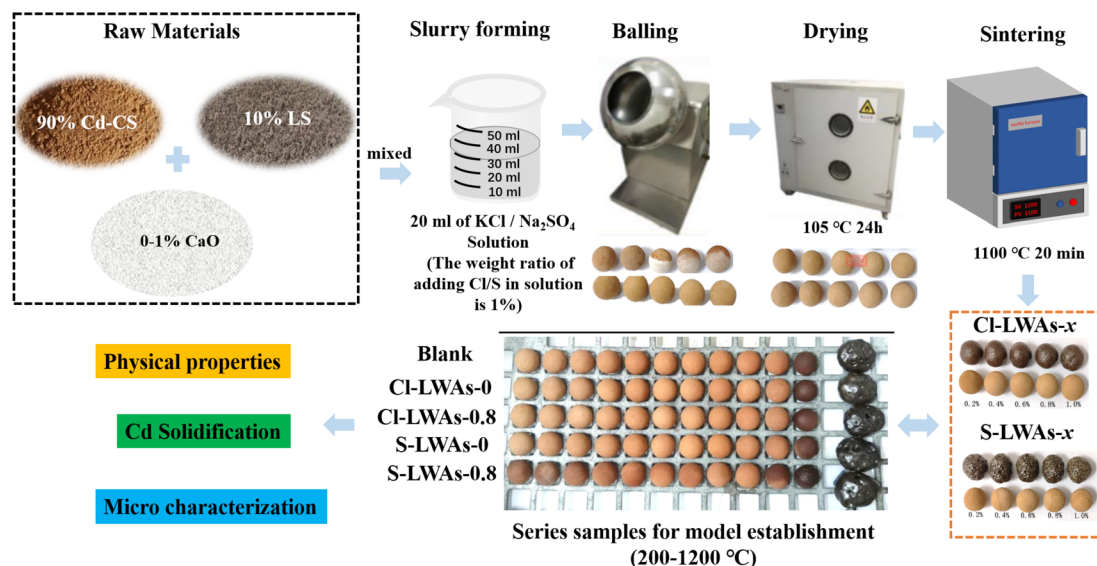 Raw Materials
90% Cd-CS
10% LS
0-1% CaO
mixed
Slurry forming
50 ml
40 ml
30 ml
20 ml
10 ml
20 ml of KCl / Na₂SO₄
Solution
(The weight ratio of
adding Cl/S in solution
is 1%)
Balling
Drying
105 ℃ 24h
Sintering
SV 1100
PV 1100
1100 ℃ 20 min
Cl-LWAs-x
0.2% 0.4% 0.6% 0.8% 1.0%
S-LWAs-x
0.2% 0.4% 0.6% 0.8% 1.0%
Blank
Cl-LWAs-0
Cl-LWAs-0.8
S-LWAs-0
S-LWAs-0.8
Series samples for model establishment
(200-1200 ℃)
Physical properties
Cd Solidification
Micro characterization